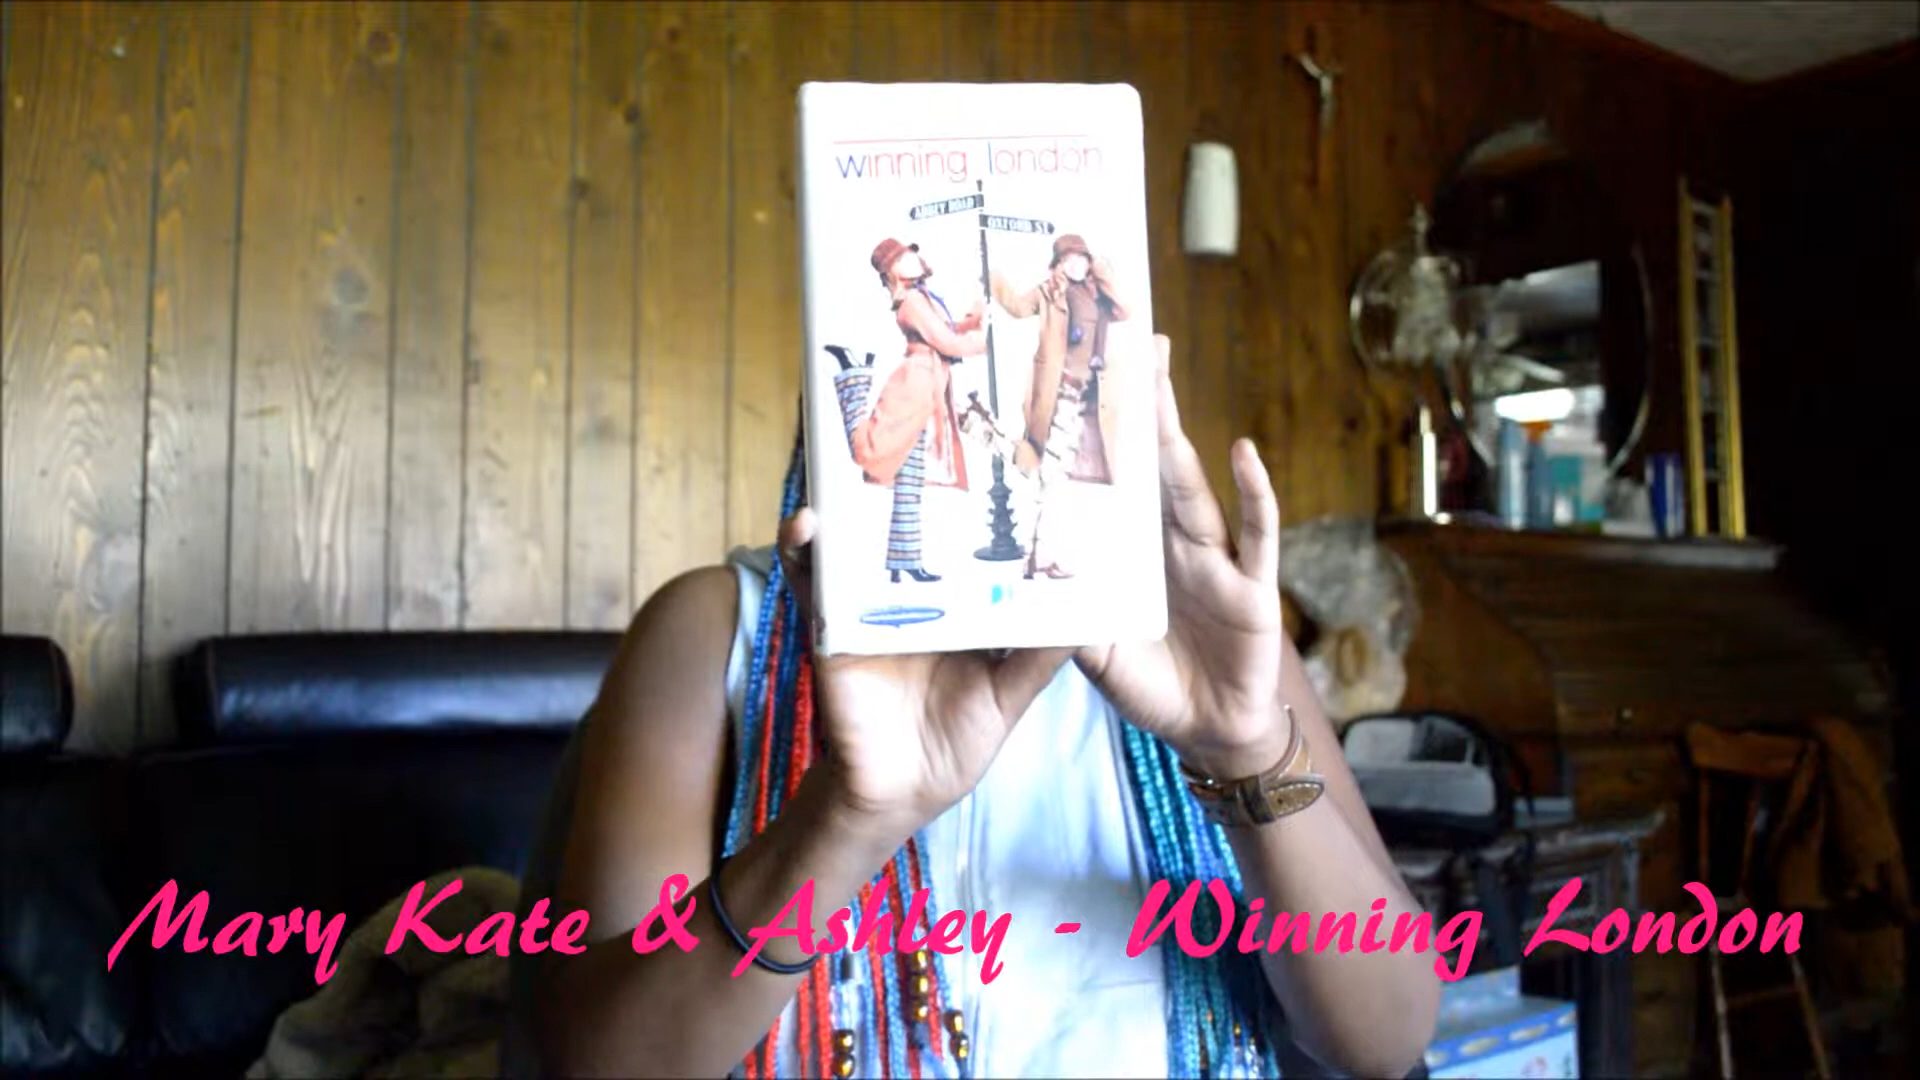 winning london
ABBEY ROAD
OXFORD ST
Mary Kate & Ashley - Winning London